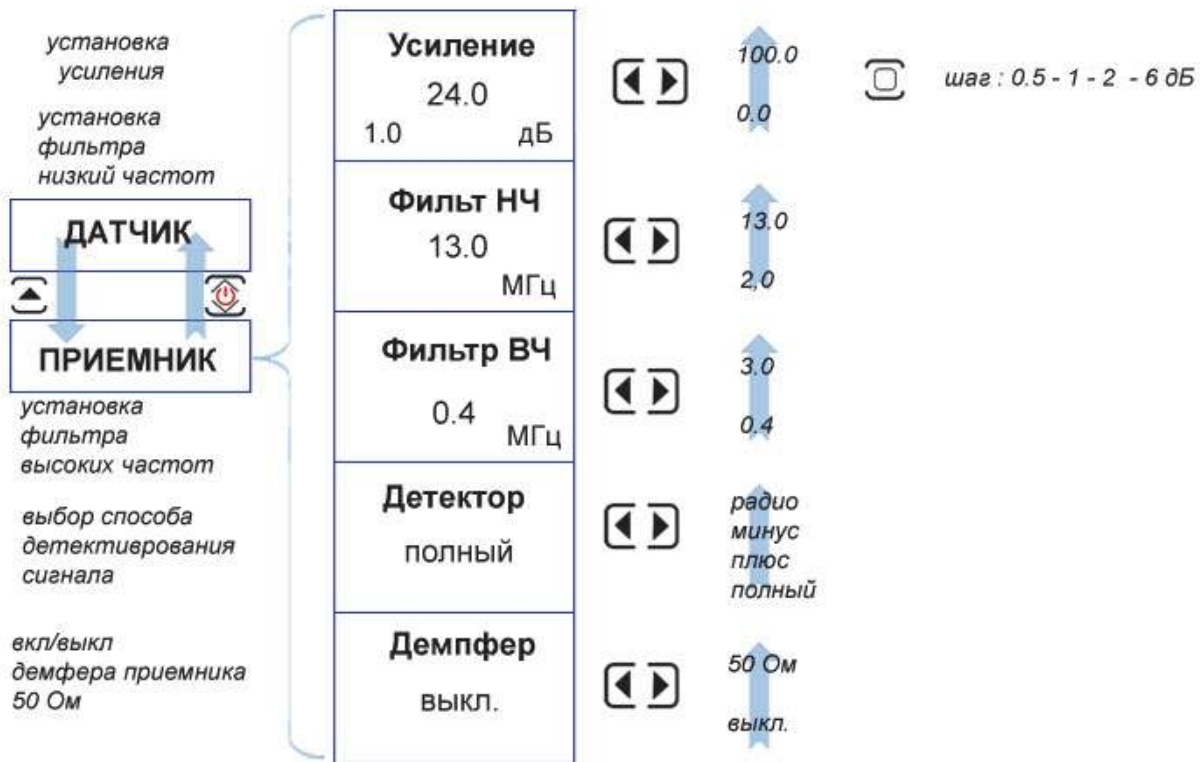 установка
усиления
установка
фильтра
низкий частот
ДАТЧИК
ПРИЕМНИК
установка
фильтра
высоких частот
выбор способа
детективрования
сигнала
вкл/выкл
демфера приемника
50 Ом
Усиление
24.0
1.0 дБ
100.0
0.0
шаг : 0.5 - 1 - 2 - 6 дБ
Фильт НЧ
13.0
МГц
13.0
2,0
Фильтр ВЧ
0.4
МГц
3.0
0.4
Детектор
полный
радио
минус
плюс
полный
Демпфер
выкл.
50 Ом
выкл.